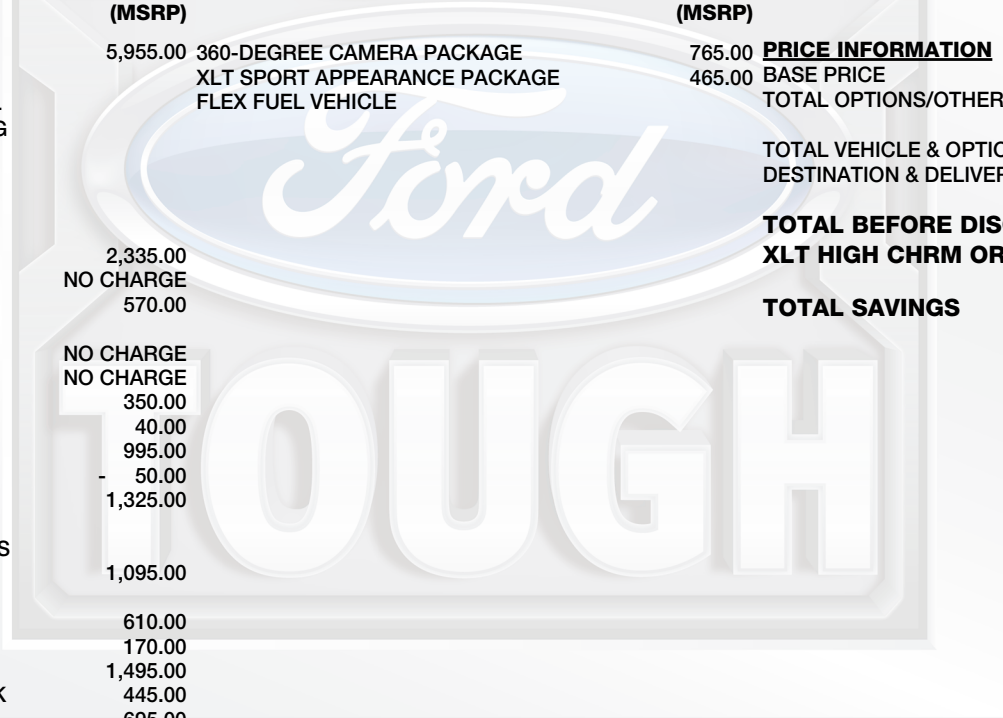 (MSRP)
5,955.00
G
2,335.00
NO CHARGE
570.00
NO CHARGE
NO CHARGE
350.00
40.00
995.00
- 50.00
1,325.00
S
1,095.00
610.00
170.00
1,495.00
K
445.00
695.00
(MSRP)
360-DEGREE CAMERA PACKAGE 765.00
XLT SPORT APPEARANCE PACKAGE 465.00
FLEX FUEL VEHICLE
PRICE INFORMATION
BASE PRICE
TOTAL OPTIONS/OTHER
TOTAL VEHICLE & OPTIO
DESTINATION & DELIVER
TOTAL BEFORE DIS
XLT HIGH CHRM OR
TOTAL SAVINGS
Ford
TOUGH